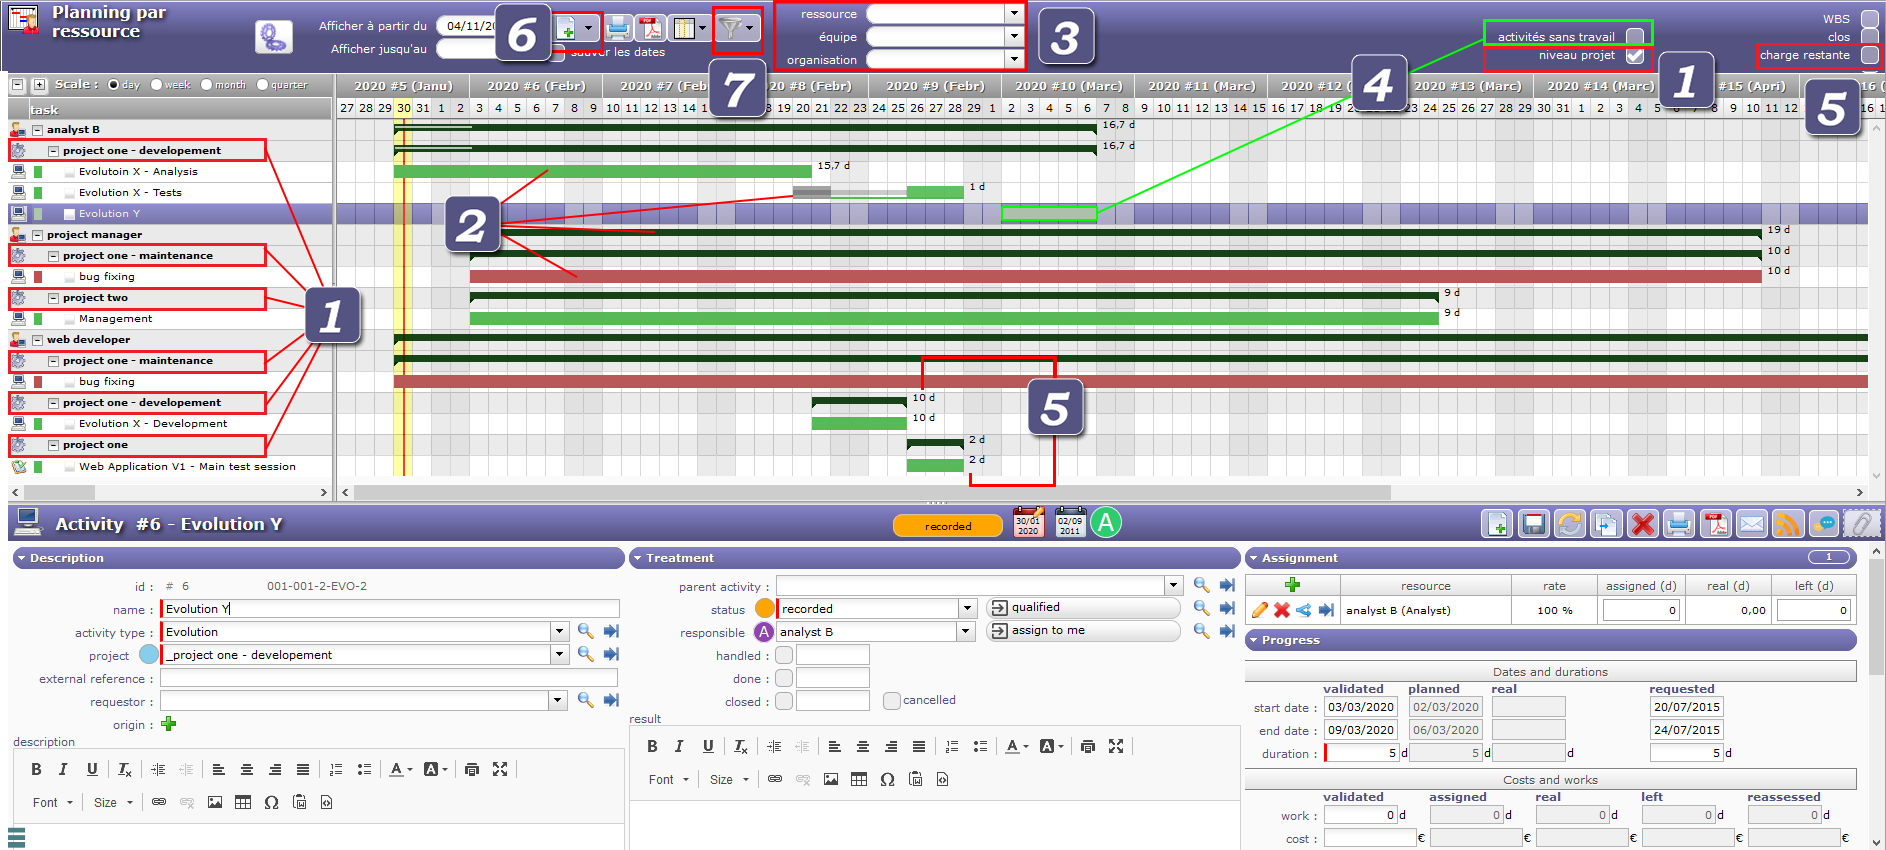 Planning par
ressource
Afficher à partir du
04/11/20
Afficher jusqu'au
sauver les dates
6
7
ressource
équipe
organisation
3
4
activités sans travail
niveau projet
1
WBS
clos
charge restante
5
Scale : day week month quarter
2020 #5 (Janu) 2020 #6 (Febr) 2020 #7 (Feb #8 (Febr) 2020 #9 (Febr) 2020 #10 (Marc) 2020 #11 (Marc) 2020 #12 ( 2020 #13 (Marc) 2020 #14 (Marc) #15 (Apri)
task
27 28 29 30 31 1 2 3 4 5 6 7 8 9 10 11 12 13 14 15 16 17 18 19 20 21 22 23 24 25 26 27 28 29 1 2 3 4 5 6 7 8 9 10 11 12 13 14 15 16 17 18 19 20 21 22 23 24 25 26 27 28 29 30 31 1 2 3 4 5 6 7 8 9 10 11 12 13 14 15 16 1
analyst B
16,7 d
project one - developement
16,7 d
Evolutoin X - Analysis
15,7 d
Evolution X - Tests
1 d
Evolution Y
2
project manager
19 d
project one - maintenance
10 d
bug fixing
10 d
project two
9 d
Management
9 d
1
web developer
project one - maintenance
bug fixing
project one - developement
10 d
5
Evolution X - Development
10 d
project one
2 d
Web Application V1 - Main test session
2 d
Activity #6 - Evolution Y
recorded
30/01
2020
02/09
2011
A
Description
id : # 6 001-001-2-EVO-2
name : Evolution Y
activity type : Evolution
project _project one - developement
external reference :
requestor :
origin :
description
Font Size
Treatment
parent activity :
status recorded qualified
responsible A analyst B assign to me
handled :
done :
closed : cancelled
result
Font Size
Assignment 1
resource rate assigned (d) real (d) left (d)
analyst B (Analyst) 100 % 0 0,00 0
Progress
Dates and durations
validated planned real requested
start date : 03/03/2020 02/03/2020 20/07/2015
end date : 09/03/2020 06/03/2020 24/07/2015
duration : 5 d 5 d d 5 d
Costs and works
validated assigned real left reassessed
work : 0 d 0 d 0 d 0 d 0 d
cost : € € € € €